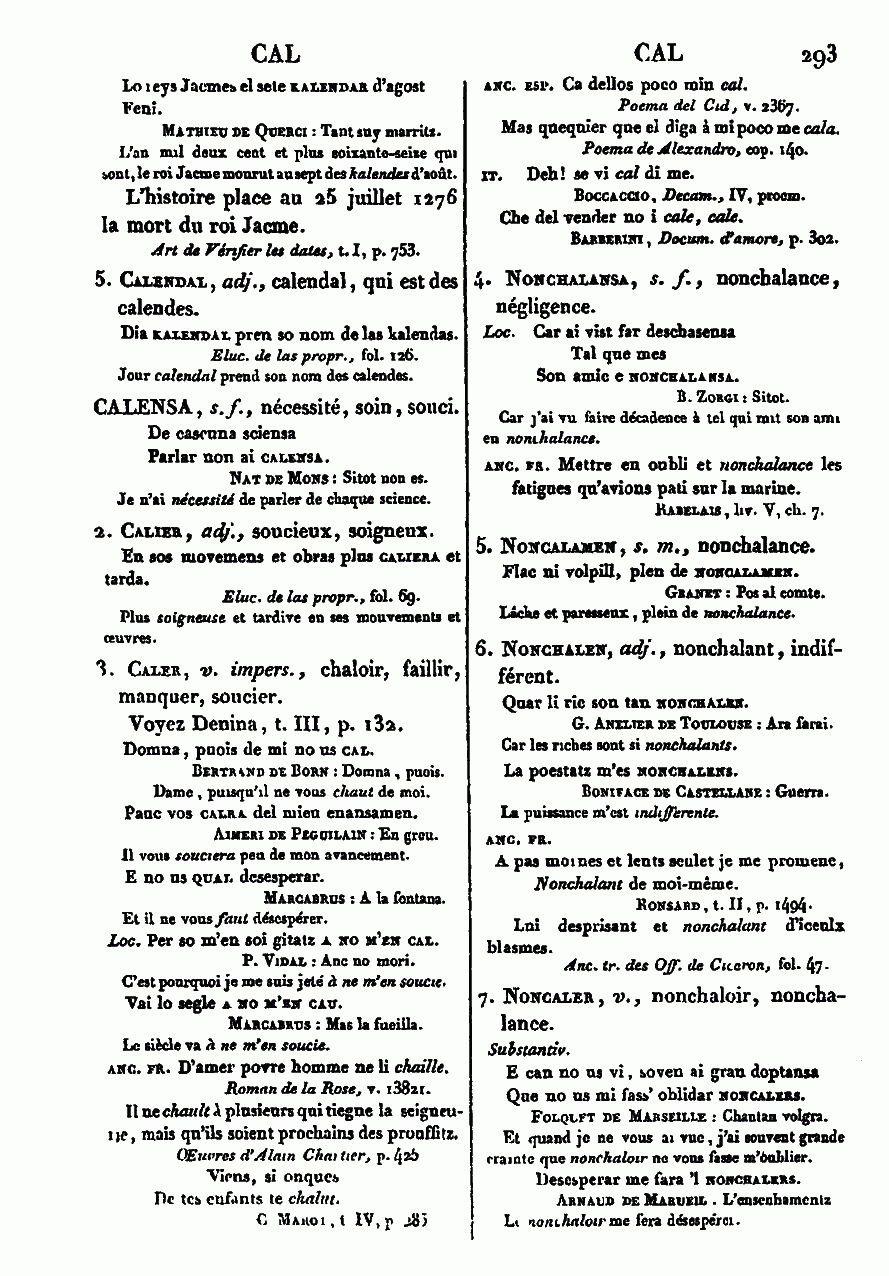 CAL
CAL 293
Lo reys Jacmes el sete KALENDAR d'agost
Feni.
MATHIEU DE QUERCI : Tant suy marritz.
L'an mil deux cent et plus soixante-seize qui
sont, le roi Jacme mourut au sept des kalendes d'août.
L'histoire place au 25 juillet 1276
la mort du roi Jacme.
Art de Vérifier les dates, t. I, p. 753.
5. CALENDAL, adj., calendal, qui est des
calendes.
Dia KALENDAL pren so nom de las kalendas.
Eluc. de las propr., fol. 126.
Jour calendal prend son nom des calendes.
CALENSA, s. f., nécessité, soin, souci.
De cascuna sciensa
Parlar non ai CALENSA.
NAT DE MONS : Sitot non es.
Je n'ai nécessité de parler de chaque science.
2. CALIER, adj., soucieux, soigneux.
En sos movemens et obras plus CALIERA et
tarda.
Eluc. de las propr., fol. 69.
Plus soigneuse et tardive en ses mouvements et
œuvres.
3. CALER, v. impers., chaloir, faillir,
manquer, soucier.
Voyez Denina, t. III, p. 132.
Domna, puois de mi no us CAL.
BERTRAND DE BORN : Domna, puois.
Dame, puisqu'il ne vous chaut de moi.
Pauc vos CALRA del mieu enansamen.
AIMERI DE PEGUILAIN : En greu.
Il vous souciera peu de mon avancement.
E no us QUAL desesperar.
MARCABRUS : A la fontana.
Et il ne vous faut désespérer.
Loc. Per so m'en soi gitatz A NO M'EN CAL.
P. VIDAL : Anc no mori.
C'est pourquoi je me suis jeté à ne m'en soucie.
Vai lo segle A NO M'EN CAU.
MARCABRUS : Mas la fueilla.
Le siècle va à ne m'en soucie.
ANC. FR. D'amer povre homme ne li chaille.
Roman de la Rose, v. 13821.
Il ne chault à plusieurs qui tiegne la seigneu-
rie, mais qu'ils soient prochains des prouffitz.
Œuvres d'Alain Chartier, p. 425
Viens, si onques
De tes enfants te chalut.
C MAROT, t IV, p 285
ANC. ESP. Ca dellos poco min cal.
Poema del Cid, v. 2367.
Mas quequier que el diga à mi poco me cala.
Poema de Alexandro, cop. 140.
IT. Deh! se vi cal di me.
BOCCACCIO, Decam., IV, proem.
Che del vender no i cale, cale.
BARBERINI, Docum. d'amore, p. 302.
4. NONCHALANSA, s. f., nonchalance,
négligence.
Loc. Car ai vist far deschasensa
Tal que mes
Son amic e NONCHALANSA.
B. ZORGI : Sitot.
Car j'ai vu faire décadence à tel qui mit son ami
en nonchalance.
ANC. FR. Mettre en oubli et nonchalance les
fatigues qu'avions pati sur la marine.
RABELAIS, liv. V, ch. 7.
5. NONCALAMEN, s. m., nonchalance.
Flac ni volpill, plen de NONCALAMEN.
GRANET : Pos al comte.
Lâche et paresseux, plein de nonchalance.
6. NONCHALEN, adj., nonchalant, indif-
férent.
Quar li ric son tan NONCHALEN.
G. ANELIER DE TOULOUSE : Ara farai.
Car les riches sont si nonchalants.
La poestatz m'es NONCHALENS.
BONIFACE DE CASTELLANE : Guerra.
La puissance m'est indifferente.
ANC. FR.
A pas moines et lents seulet je me promene,
Nonchalant de moi-mème.
RONSARD, t. II, p. 1494.
Lui desprisant et nonchalant d'iceulx
blasmes.
Anc. tr. des Off. de Ciceron, fol. 47.
7. NONCALER, v., nonchaloir, noncha-
lance.
Substantiv.
E can no us vi, soven ai gran doptansa
Que no us mi fass' oblidar NONCALERS.
FOLQUET DE MARSEILLE : Chantan volgra.
Et quand je ne vous ai vue, j'ai souvent grande
crainte que nonchaloir ne vous fasse m'oublier.
Desesperar me fara 'l NONCHALERS.
ARNAUD DE MARUEIL . L'ensenhamentz
Le nonchaloir me fera désespérer.